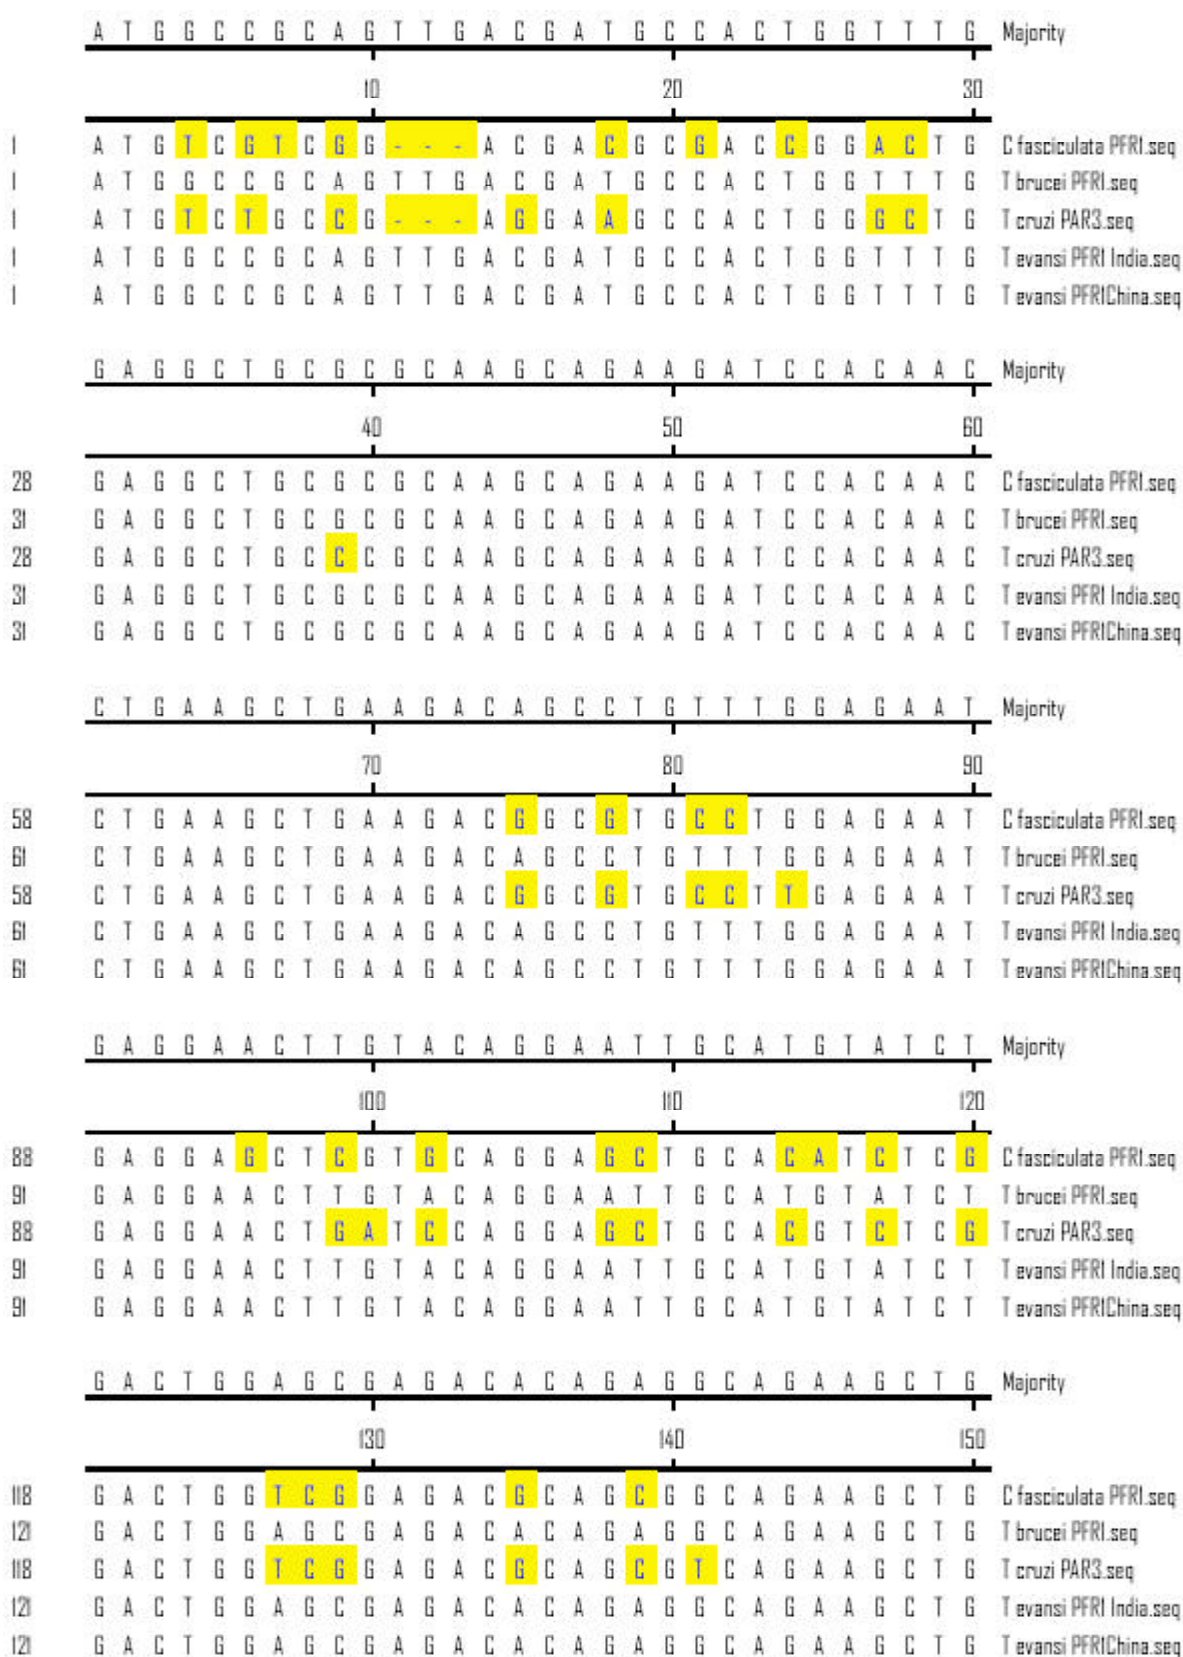 A T G G C C G C A G T T G A C G A T G C C A C T G G T T T G Majority
10 20 30
1 A T G T C G T C G G - - - A C G A C G C G A C C G G A C T G C fasciculata PFR1.seq
1 A T G G C C G C A G T T G A C G A T G C C A C T G G T T T G T brucei PFR1.seq
1 A T G T C T G C C G - - - A G G A A G C C A C T G G G C T G T cruzi PAR3.seq
1 A T G G C C G C A G T T G A C G A T G C C A C T G G T T T G T evansi PFR1 India.seq
1 A T G G C C G C A G T T G A C G A T G C C A C T G G T T T G T evansi PFR1China.seq
G A G G C T G C G C G C A A G C A G A A G A T C C A C A A C Majority
40 50 60
28 G A G G C T G C G C G C A A G C A G A A G A T C C A C A A C C fasciculata PFR1.seq
31 G A G G C T G C G C G C A A G C A G A A G A T C C A C A A C T brucei PFR1.seq
28 G A G G C T G C C C G C A A G C A G A A G A T C C A C A A C T cruzi PAR3.seq
31 G A G G C T G C G C G C A A G C A G A A G A T C C A C A A C T evansi PFR1 India.seq
31 G A G G C T G C G C G C A A G C A G A A G A T C C A C A A C T evansi PFR1China.seq
C T G A A G C T G A A G A C A G C C T G T T T G G A G A A T Majority
70 80 90
58 C T G A A G C T G A A G A C G G C G T G C C T G G A G A A T C fasciculata PFR1.seq
61 C T G A A G C T G A A G A C A G C C T G T T T G G A G A A T T brucei PFR1.seq
58 C T G A A G C T G A A G A C G G C G T G C C T T G A G A A T T cruzi PAR3.seq
61 C T G A A G C T G A A G A C A G C C T G T T T G G A G A A T T evansi PFR1 India.seq
61 C T G A A G C T G A A G A C A G C C T G T T T G G A G A A T T evansi PFR1China.seq
G A G G A A C T T G T A C A G G A A T T G C A T G T A T C T Majority
100 110 120
88 G A G G A G C T C G T G C A G G A G C T G C A C A T C T C G C fasciculata PFR1.seq
91 G A G G A A C T T G T A C A G G A A T T G C A T G T A T C T T brucei PFR1.seq
88 G A G G A A C T G A T C C A G G A G C T G C A C G T C T C G T cruzi PAR3.seq
91 G A G G A A C T T G T A C A G G A A T T G C A T G T A T C T T evansi PFR1 India.seq
91 G A G G A A C T T G T A C A G G A A T T G C A T G T A T C T T evansi PFR1China.seq
G A C T G G A G C G A G A C A C A G A G G C A G A A G C T G Majority
130 140 150
118 G A C T G G T C G G A G A C G C A G C G G C A G A A G C T G C fasciculata PFR1.seq
121 G A C T G G A G C G A G A C A C A G A G G C A G A A G C T G T brucei PFR1.seq
118 G A C T G G T C G G A G A C G C A G C G T C A G A A G C T G T cruzi PAR3.seq
121 G A C T G G A G C G A G A C A C A G A G G C A G A A G C T G T evansi PFR1 India.seq
121 G A C T G G A G C G A G A C A C A G A G G C A G A A G C T G T evansi PFR1China.seq